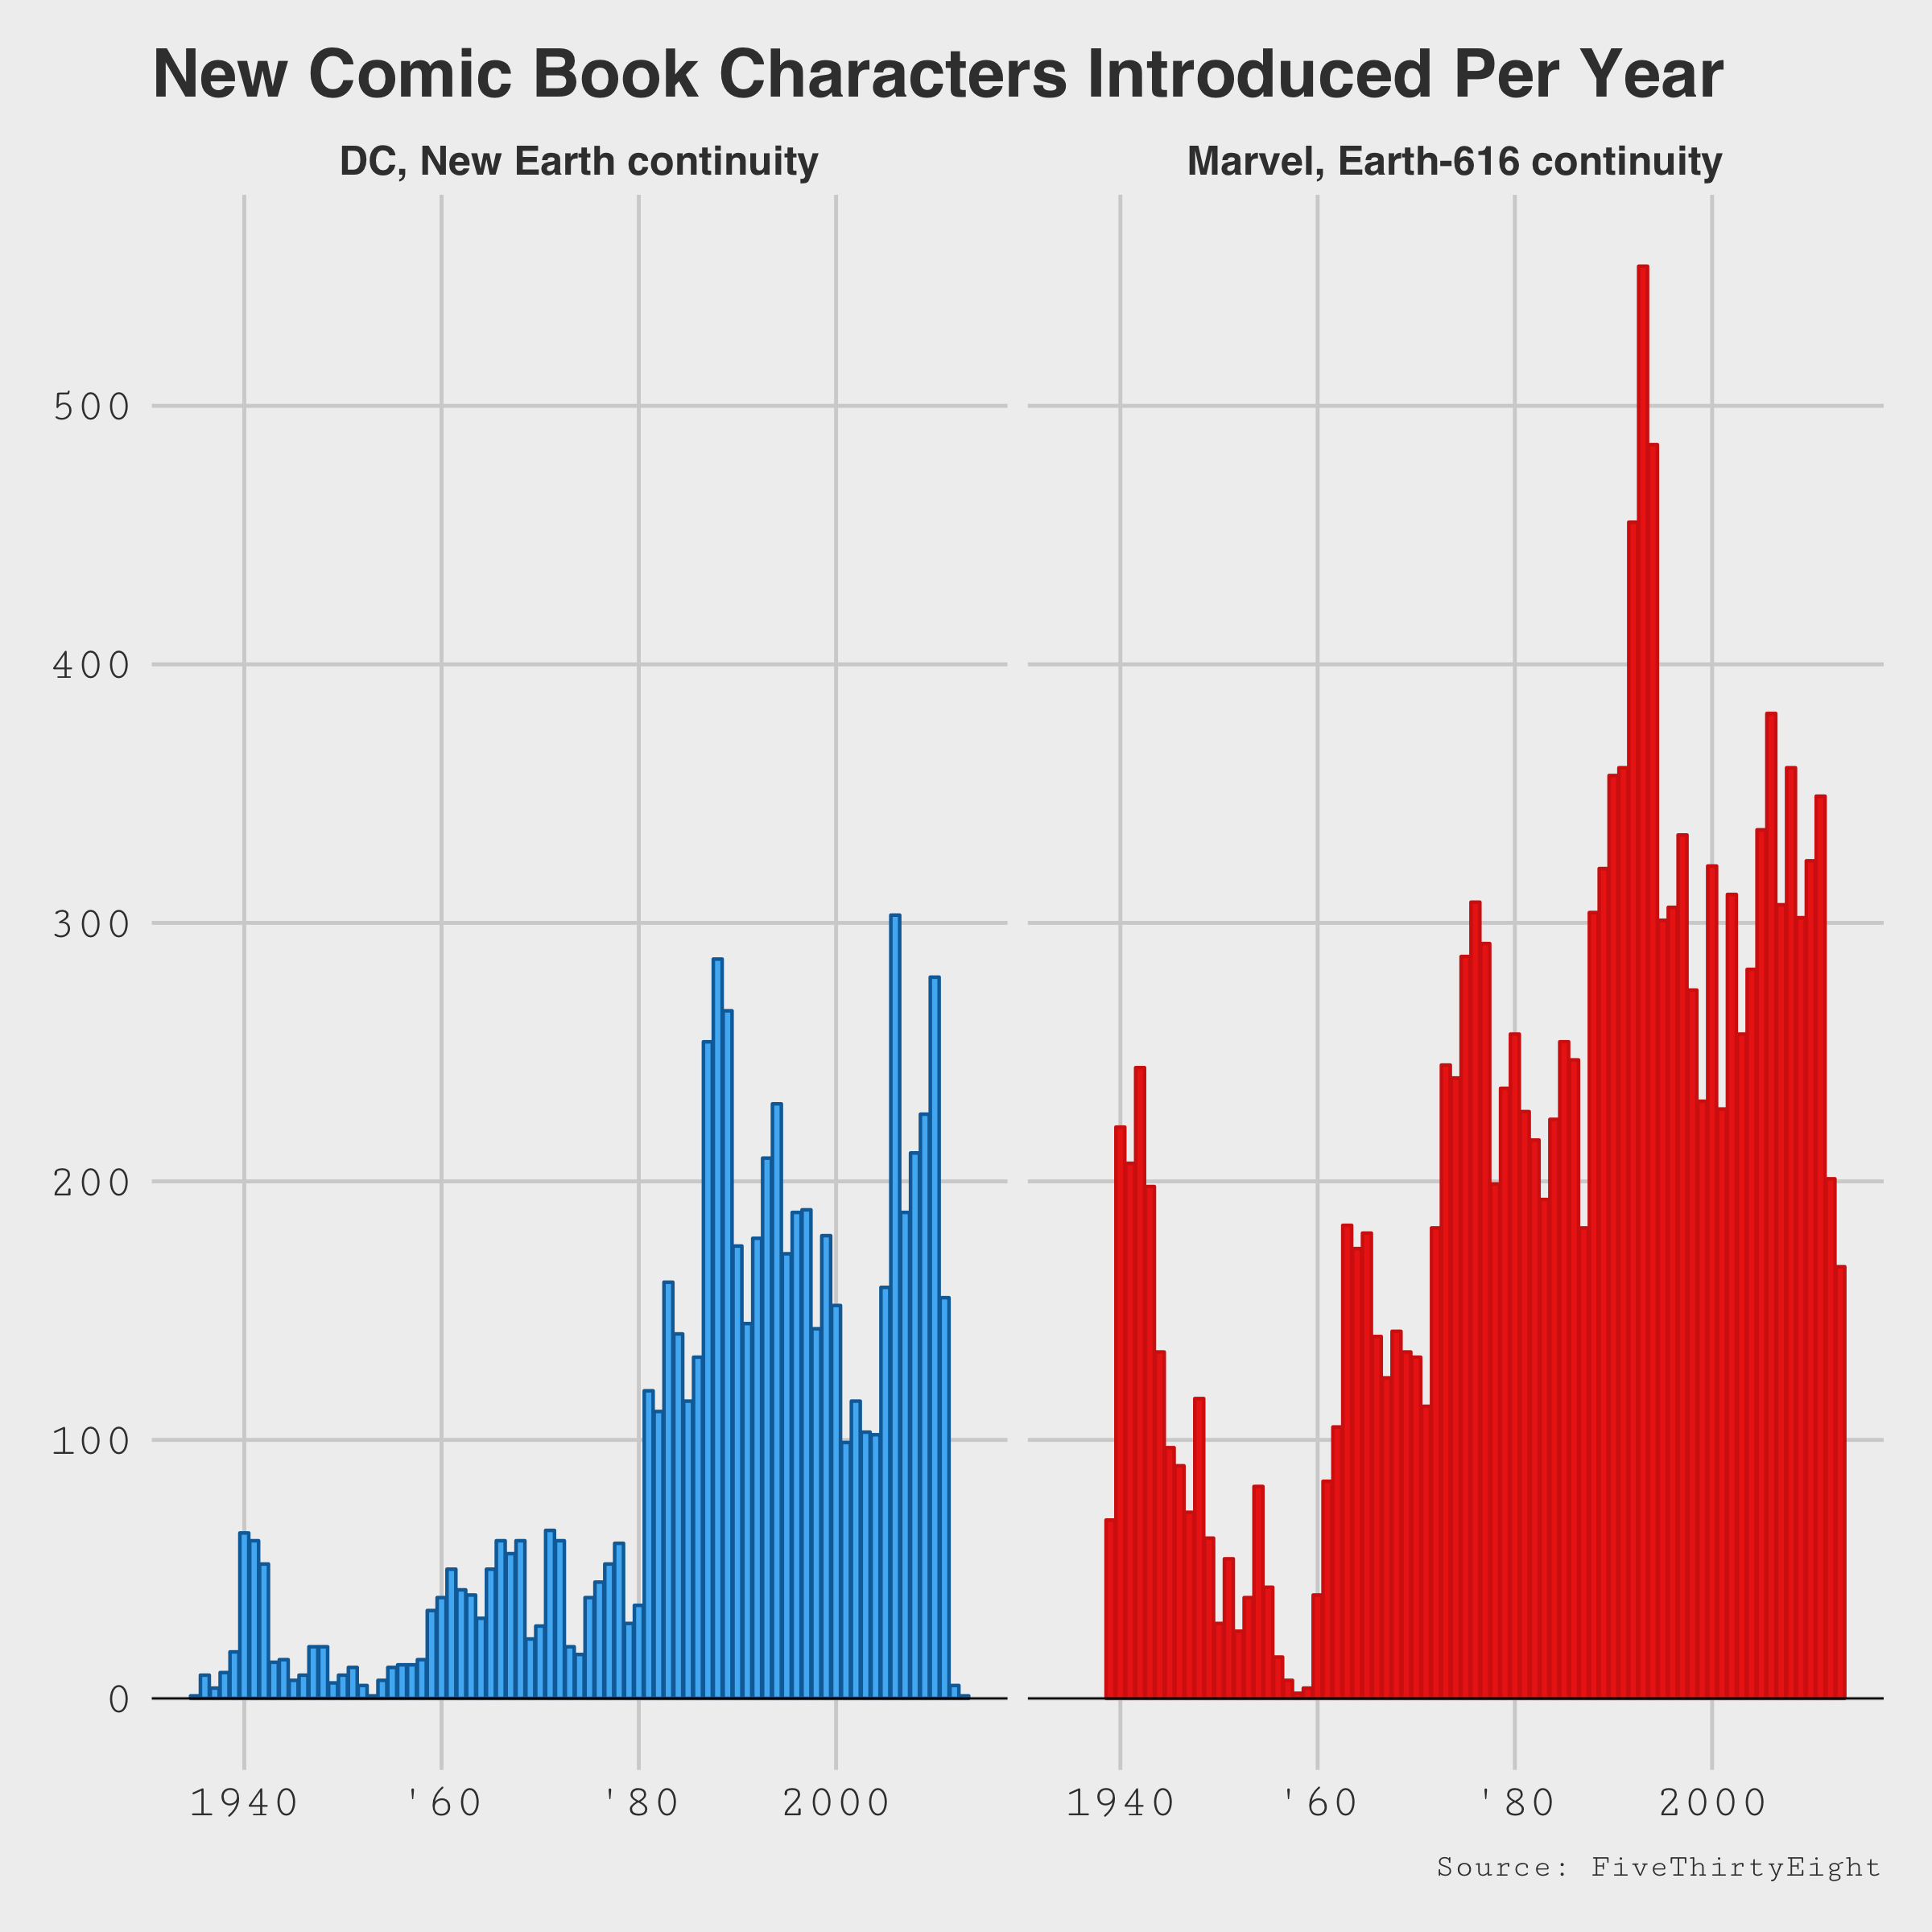 New Comic Book Characters Introduced Per Year
DC, New Earth continuity
Marvel, Earth-616 continuity
500
400
300
200
100
0
1940 '60 '80 2000
1940 '60 '80 2000
Source: FiveThirtyEight